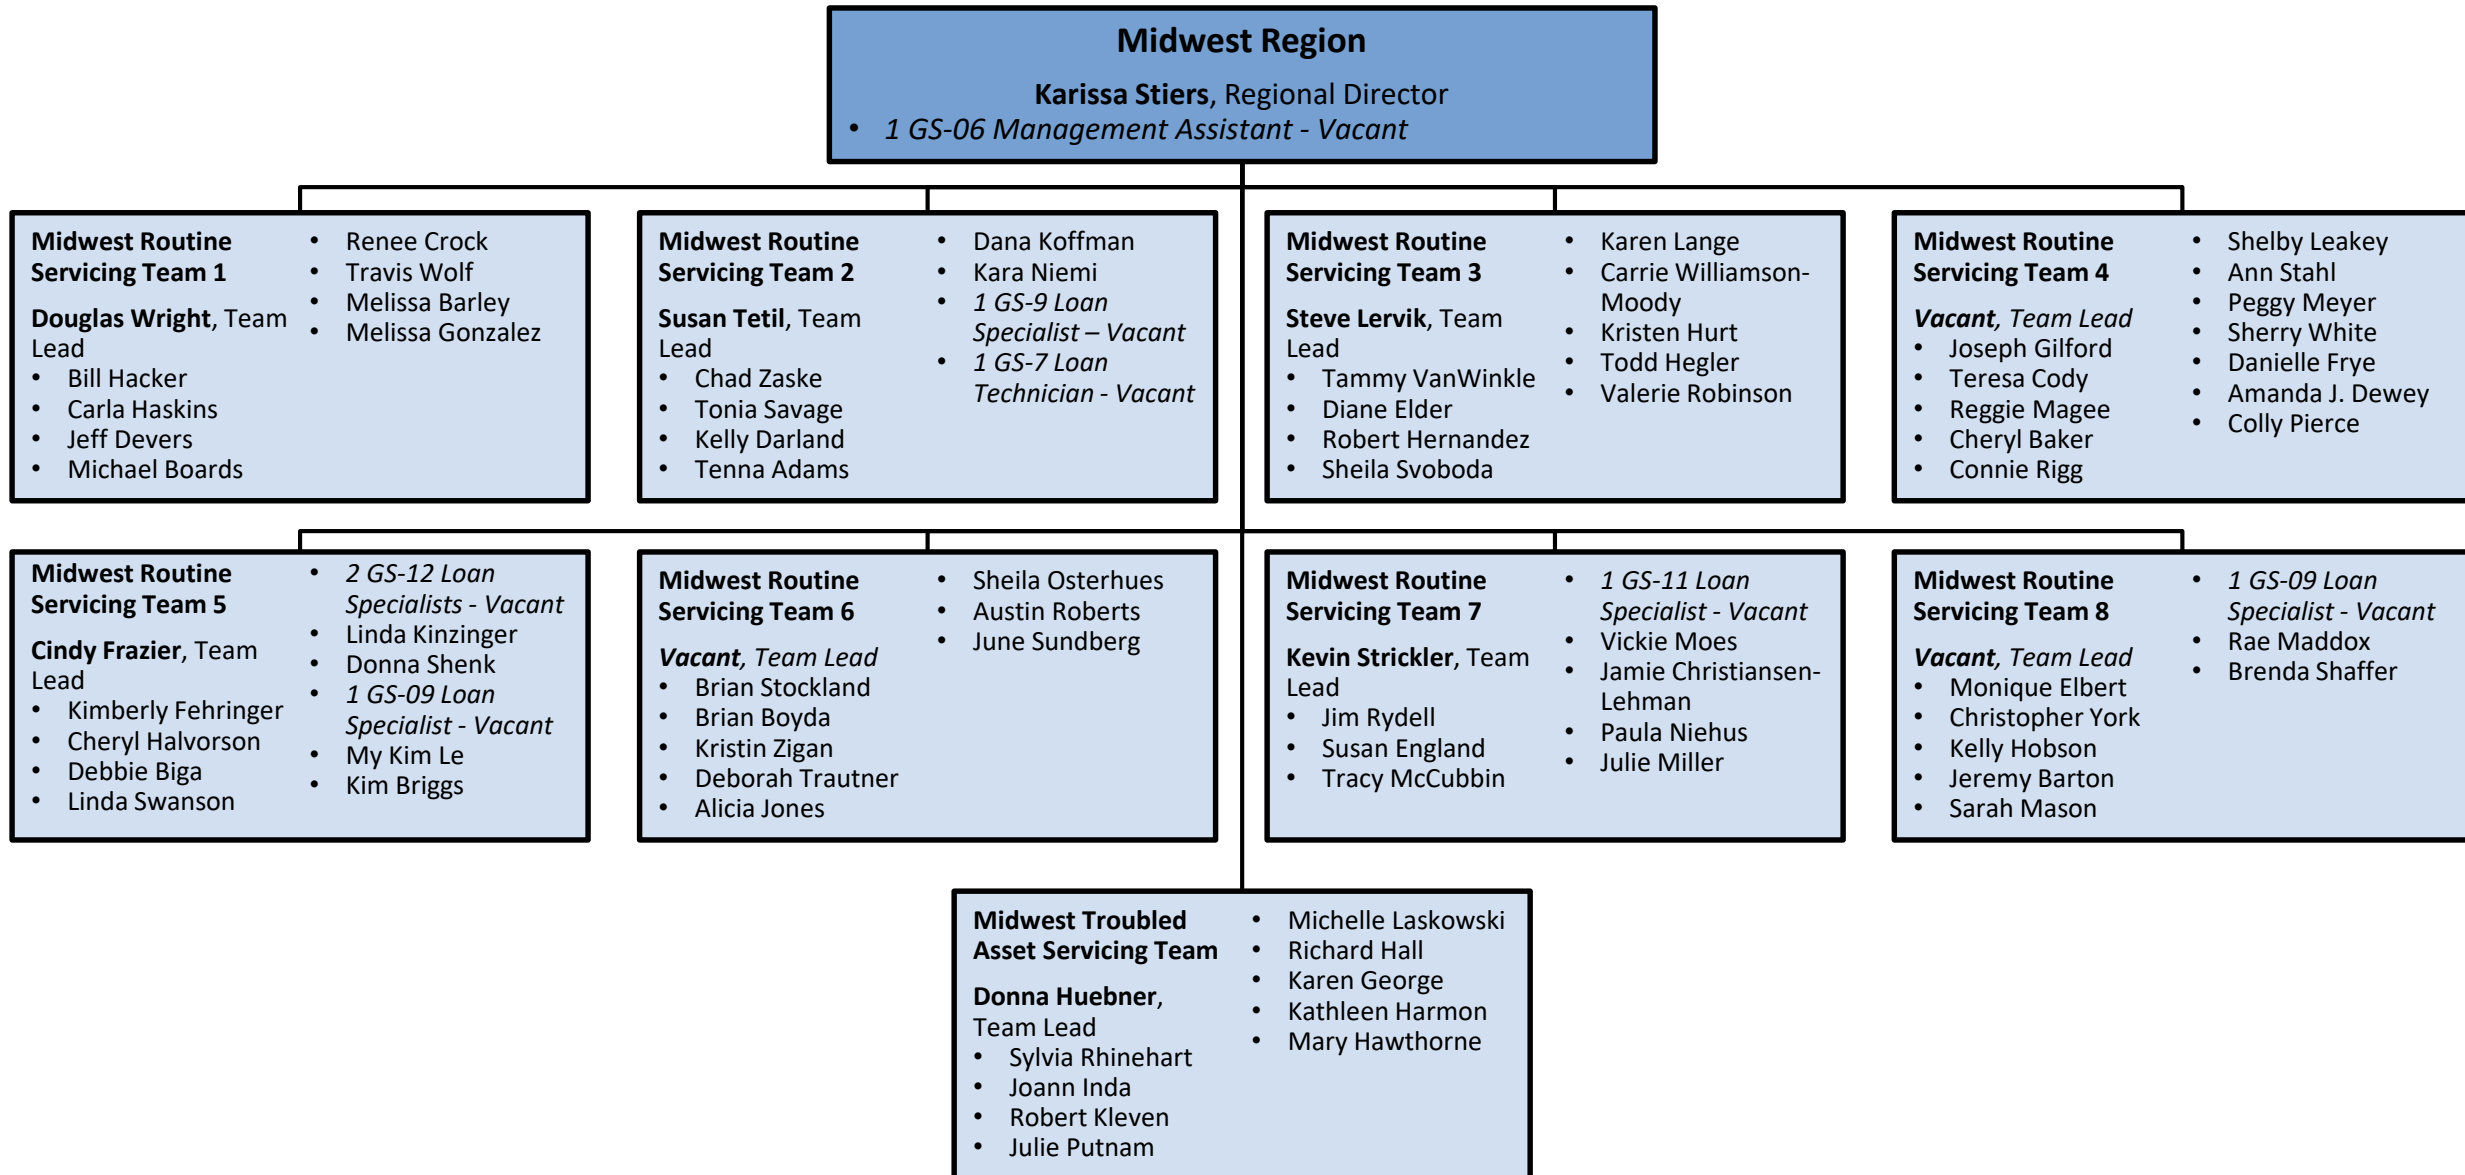 Midwest Region
Karissa Stiers, Regional Director
• 1 GS-06 Management Assistant - Vacant
Midwest Routine
Servicing Team 1
Douglas Wright, Team
Lead
• Bill Hacker
• Carla Haskins
• Jeff Devers
• Michael Boards
• Renee Crock
• Travis Wolf
• Melissa Barley
• Melissa Gonzalez
Midwest Routine
Servicing Team 2
Susan Tetil, Team
Lead
• Chad Zaske
• Tonia Savage
• Kelly Darland
• Tenna Adams
• Dana Koffman
• Kara Niemi
• 1 GS-9 Loan
Specialist – Vacant
• 1 GS-7 Loan
Technician - Vacant
Midwest Routine
Servicing Team 3
Steve Lervik, Team
Lead
• Tammy VanWinkle
• Diane Elder
• Robert Hernandez
• Sheila Svoboda
• Karen Lange
• Carrie Williamson-
Moody
• Kristen Hurt
• Todd Hegler
• Valerie Robinson
Midwest Routine
Servicing Team 4
Vacant, Team Lead
• Joseph Gilford
• Teresa Cody
• Reggie Magee
• Cheryl Baker
• Connie Rigg
• Shelby Leakey
• Ann Stahl
• Peggy Meyer
• Sherry White
• Danielle Frye
• Amanda J. Dewey
• Colly Pierce
Midwest Routine
Servicing Team 5
Cindy Frazier, Team
Lead
• Kimberly Fehringer
• Cheryl Halvorson
• Debbie Biga
• Linda Swanson
• 2 GS-12 Loan
Specialists - Vacant
• Linda Kinzinger
• Donna Shenk
• 1 GS-09 Loan
Specialist - Vacant
• My Kim Le
• Kim Briggs
Midwest Routine
Servicing Team 6
Vacant, Team Lead
• Brian Stockland
• Brian Boyda
• Kristin Zigan
• Deborah Trautner
• Alicia Jones
• Sheila Osterhues
• Austin Roberts
• June Sundberg
Midwest Routine
Servicing Team 7
Kevin Strickler, Team
Lead
• Jim Rydell
• Susan England
• Tracy McCubbin
• 1 GS-11 Loan
Specialist - Vacant
• Vickie Moes
• Jamie Christiansen-
Lehman
• Paula Niehus
• Julie Miller
Midwest Routine
Servicing Team 8
Vacant, Team Lead
• Monique Elbert
• Christopher York
• Kelly Hobson
• Jeremy Barton
• Sarah Mason
• 1 GS-09 Loan
Specialist - Vacant
• Rae Maddox
• Brenda Shaffer
Midwest Troubled
Asset Servicing Team
Donna Huebner,
Team Lead
• Sylvia Rhinehart
• Joann Inda
• Robert Kleven
• Julie Putnam
• Michelle Laskowski
• Richard Hall
• Karen George
• Kathleen Harmon
• Mary Hawthorne